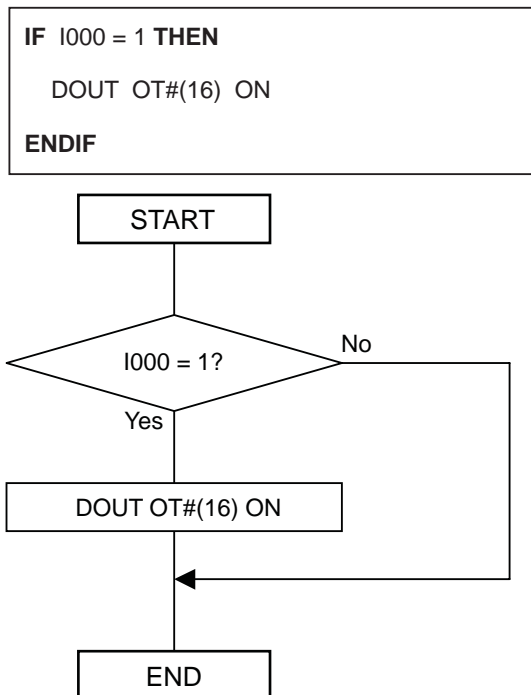 IF I000 = 1 THEN
DOUT OT#(16) ON
ENDIF
START
I000 = 1?
No
Yes
DOUT OT#(16) ON
END